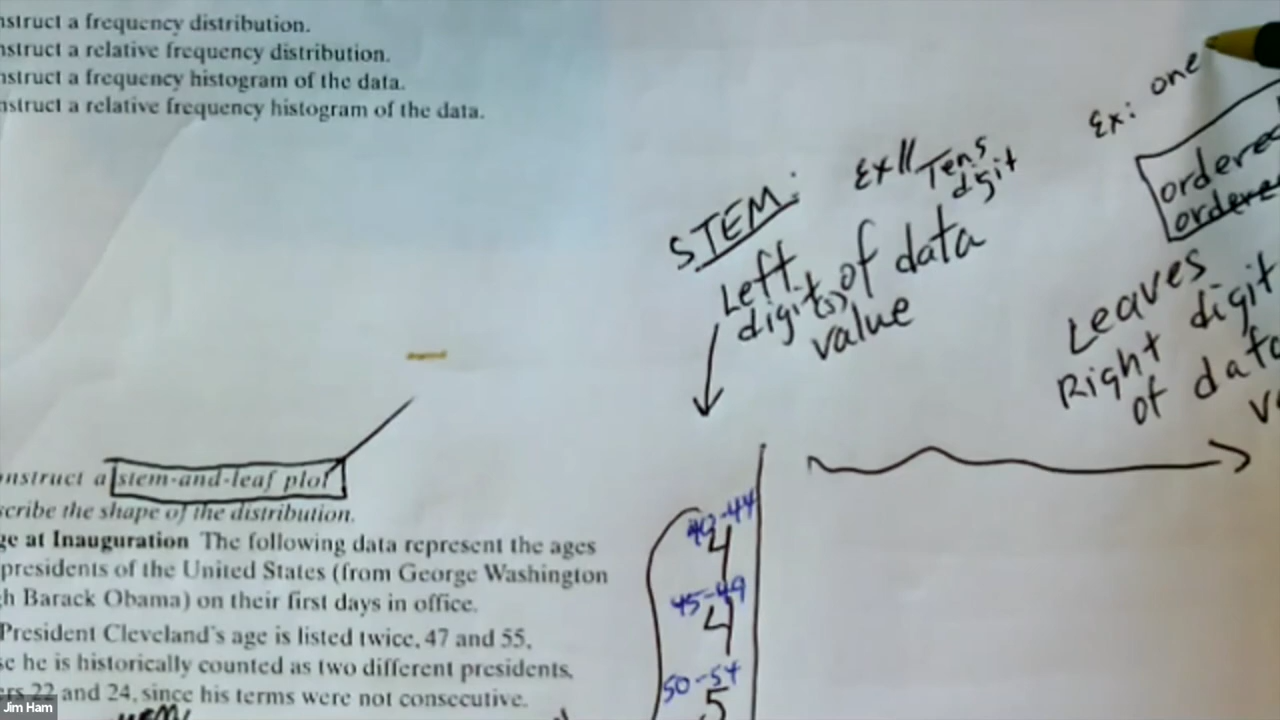 nstruct a frequency distribution.
nstruct a relative frequency distribution.
nstruct a frequency histogram of the data.
nstruct a relative frequency histogram of the data.
Ex: one
ordered
ordered
STEM:
Ex// Tens
digit
Left
digit(s) of data
value
Leaves
Right digit
of data
onstruct a stem-and-leaf plot
scribe the shape of the distribution.
ge at Inauguration The following data represent the ages
presidents of the United States (from George Washington
h Barack Obama) on their first days in office.
President Cleveland's age is listed twice, 47 and 55,
se he is historically counted as two different presidents,
ers 22 and 24, since his terms were not consecutive.
40-44
4
45-49
4
50-54
5
Jim Ham